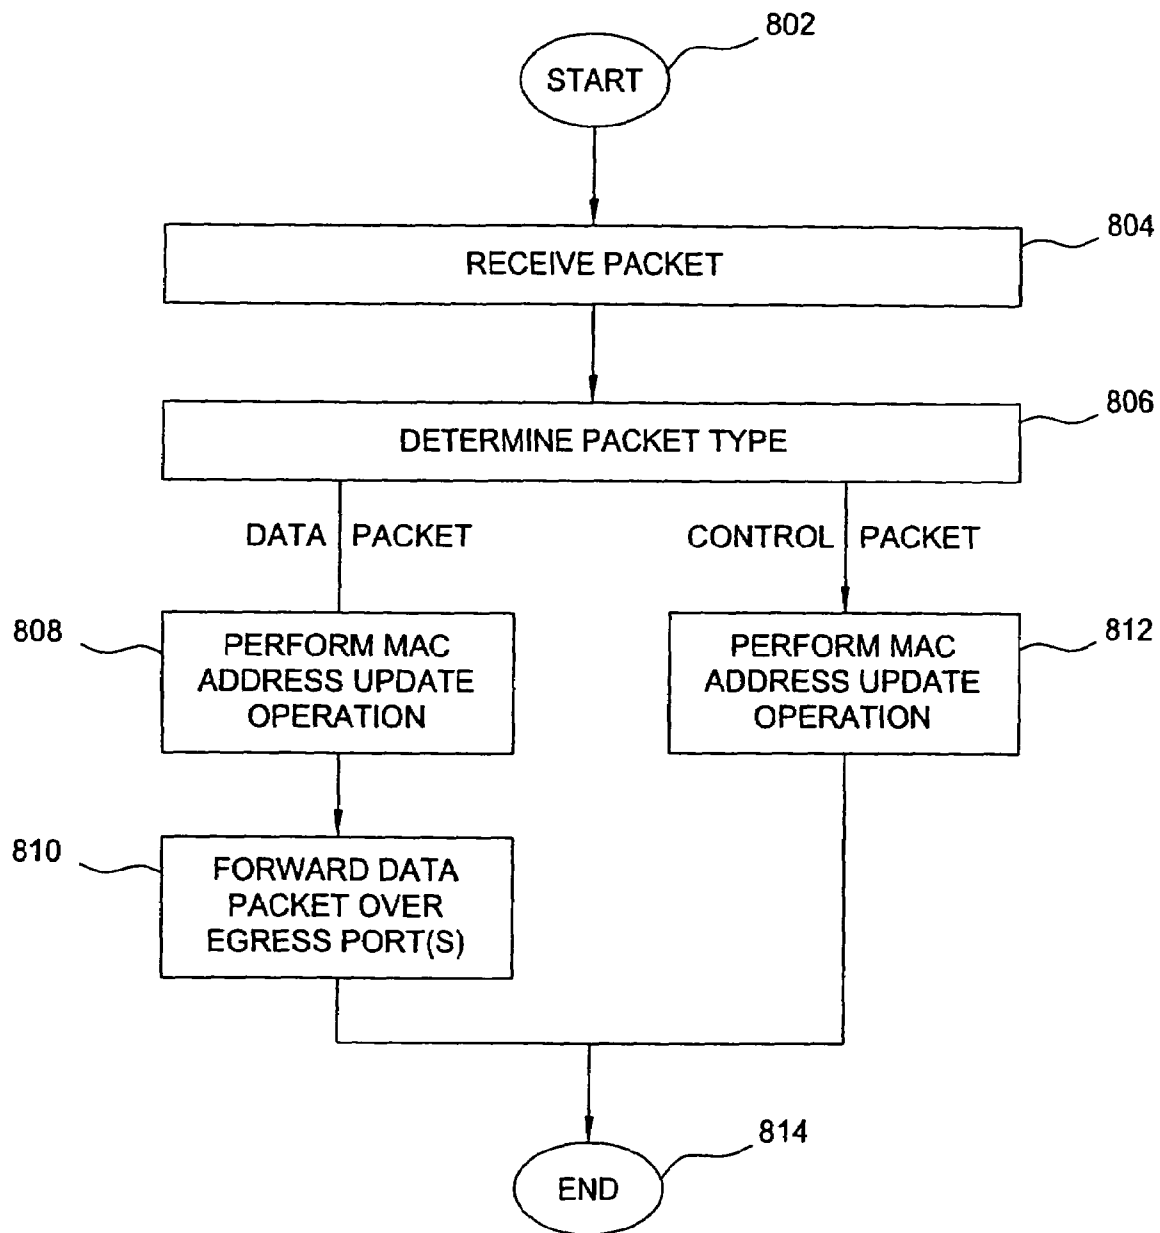 802
START
804
RECEIVE PACKET
806
DETERMINE PACKET TYPE
DATA PACKET
CONTROL PACKET
808
PERFORM MAC
ADDRESS UPDATE
OPERATION
812
PERFORM MAC
ADDRESS UPDATE
OPERATION
810
FORWARD DATA
PACKET OVER
EGRESS PORT(S)
814
END